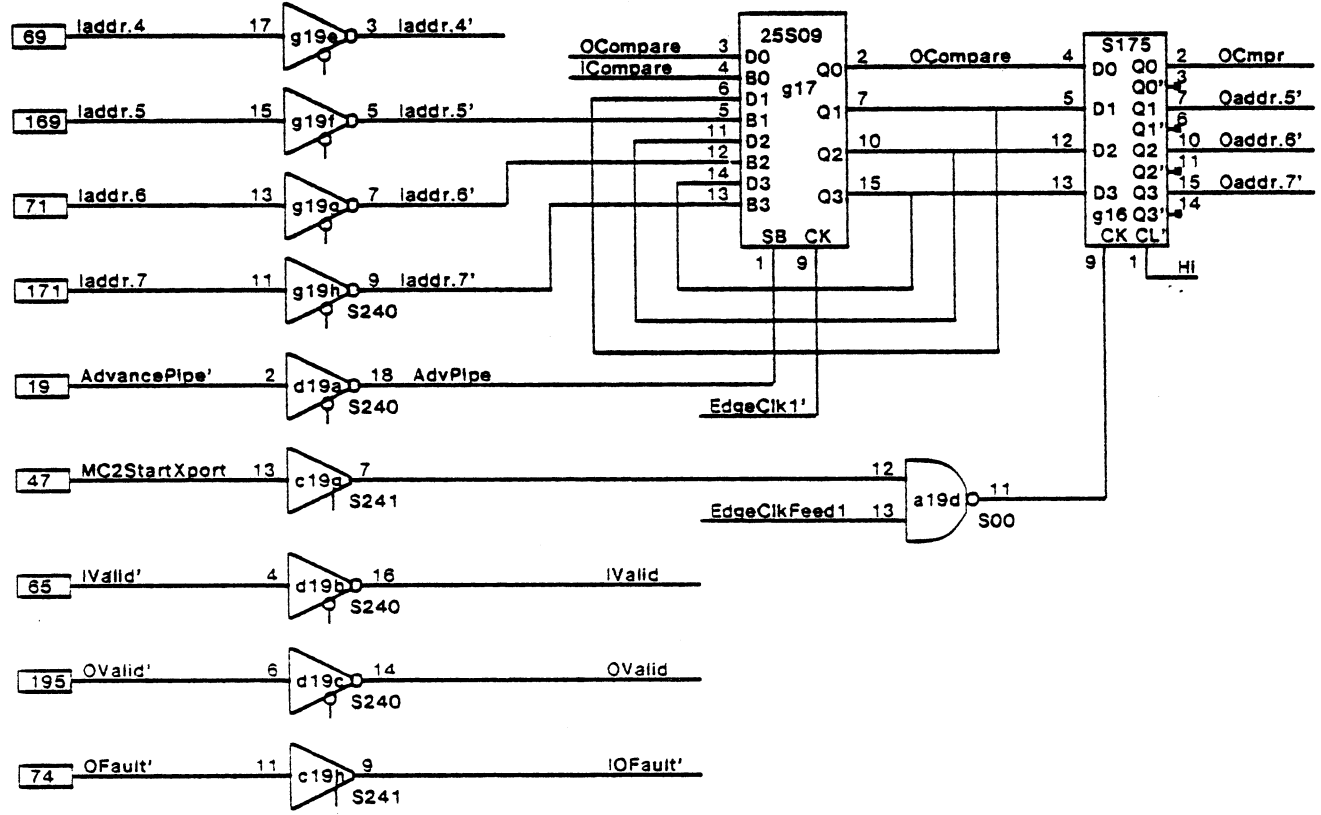 69 Iaddr.4 17 g19e 3 Iaddr.4'
169 Iaddr.5 15 g19f 5 Iaddr.5'
71 Iaddr.6 13 g19g 7 Iaddr.6'
171 Iaddr.7 11 g19h 9 Iaddr.7'
S240
19 AdvancePipe' 2 d19a 18 AdvPipe
S240
47 MC2StartXport 13 c19g 7
S241
65 IValid' 4 d19b 16 IValid
S240
195 OValid' 6 d19c 14 OValid
S240
74 OFault' 11 c19h 9 IOFault'
S241
25S09
g17
OCompare 3 D0
ICompare 4 B0
6 D1
5 B1
11 D2
12 B2
14 D3
13 B3
Q0 2 OCompare
Q1 7
Q2 10
Q3 15
SB CK
1 9
EdgeClk1'
S175
4 D0 Q0 2 OCmpr
Q0' 3
5 D1 Q1 7 Oaddr.5'
Q1' 6
12 D2 Q2 10 Oaddr.6'
Q2' 11
13 D3 Q3 15 Oaddr.7'
g16 Q3' 14
CK CL'
9 1 Hi
12
EdgeClkFeed1 13 a19d 11
S00